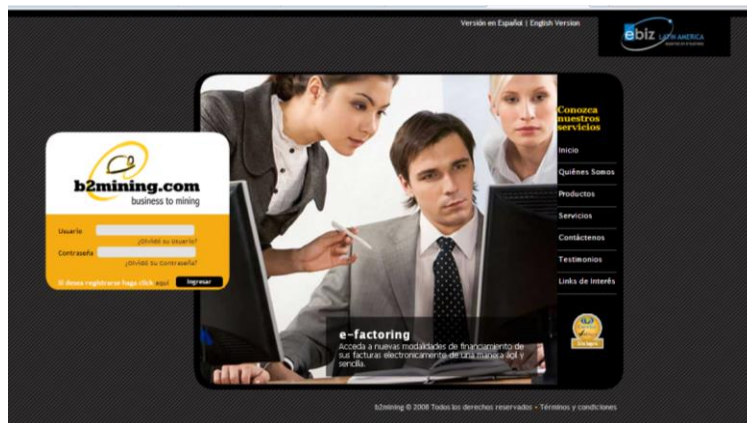 Versión en Español | English Version
ebiz LATIN AMERICA
Conozca
nuestros
servicios
Inicio
Quiénes Somos
Productos
Servicios
Contáctenos
Testimonios
Links de Interés
b2mining.com
business to mining
Usuario
¿Olvidó su Usuario?
Contraseña
¿Olvidó su Contraseña?
Si desea registrarse haga click aquí
Ingresar
e-factoring
Acceda a nuevas modalidades de financiamiento de
sus facturas electronicamente de una manera ágil y
sencilla.
b2mining © 2008 Todos los derechos reservados • Términos y condiciones